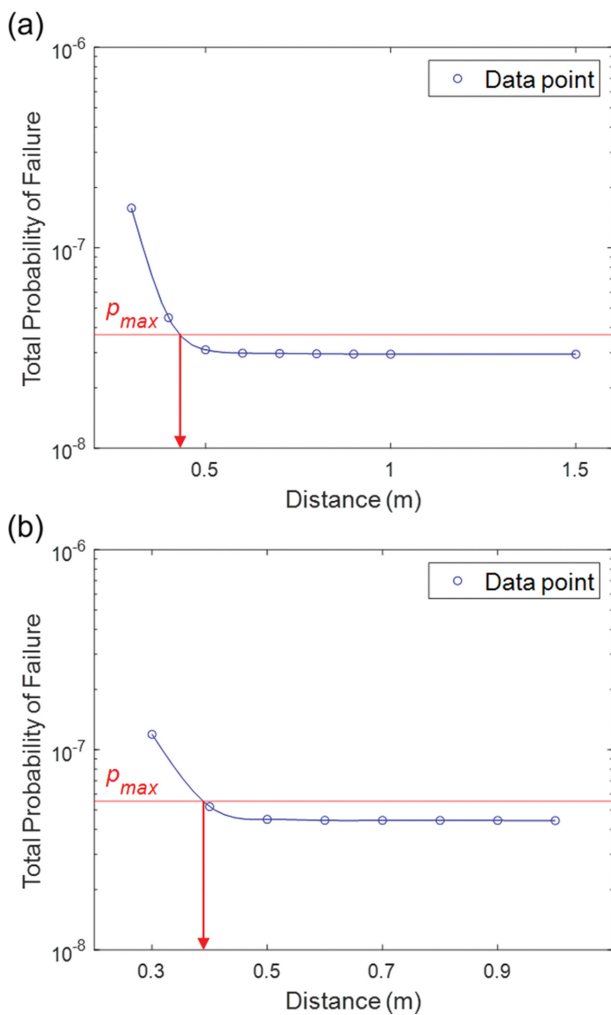 (a)
10^-6
Data point
Total Probability of Failure
10^-7
p_max
10^-8
0.5
1
1.5
Distance (m)
(b)
10^-6
Data point
Total Probability of Failure
10^-7
p_max
10^-8
0.3
0.5
0.7
0.9
Distance (m)